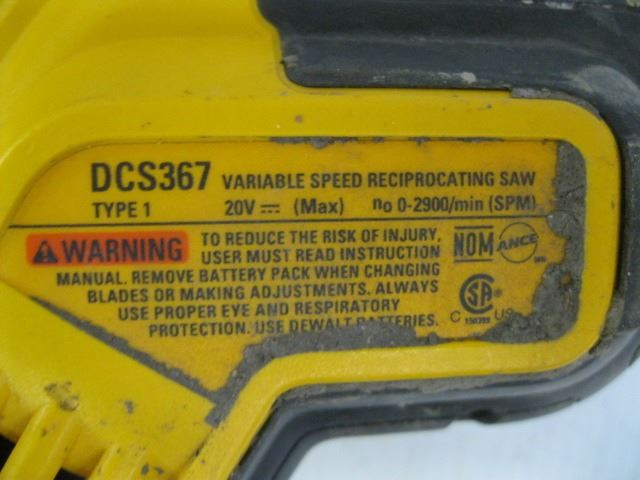 DCS367 VARIABLE SPEED RECIPROCATING SAW
TYPE 1 20V ⎓ (Max) no 0-2900/min (SPM)
WARNING TO REDUCE THE RISK OF INJURY,
USER MUST READ INSTRUCTION
MANUAL. REMOVE BATTERY PACK WHEN CHANGING
BLADES OR MAKING ADJUSTMENTS. ALWAYS
USE PROPER EYE AND RESPIRATORY
PROTECTION. USE DEWALT BATTERIES.
NOM ANCE
C SA US